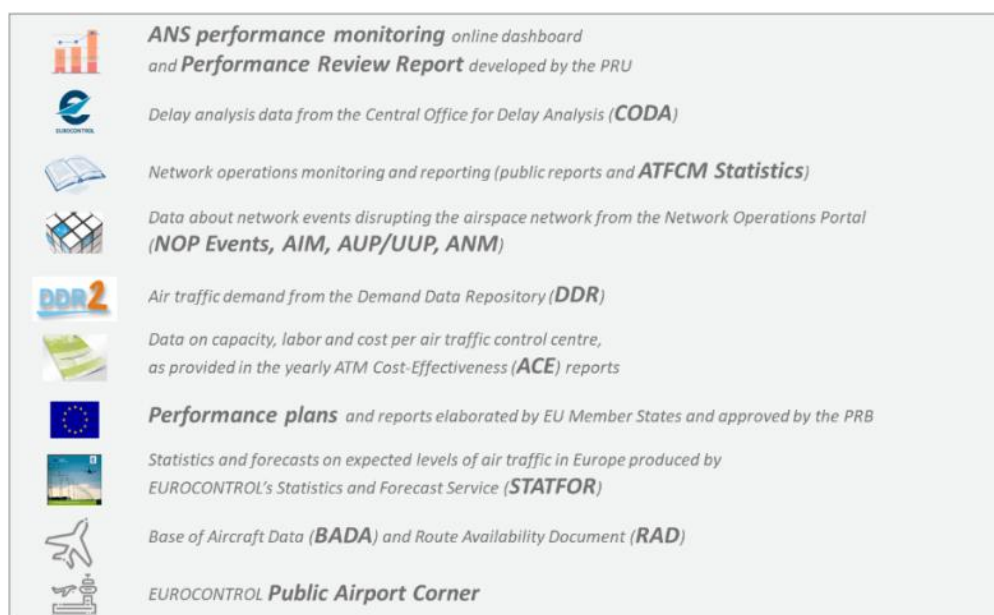 ANS performance monitoring online dashboard
and Performance Review Report developed by the PRU
EUROCONTROL
Delay analysis data from the Central Office for Delay Analysis (CODA)
Network operations monitoring and reporting (public reports and ATFCM Statistics)
Data about network events disrupting the airspace network from the Network Operations Portal
(NOP Events, AIM, AUP/UUP, ANM)
DDR2
Air traffic demand from the Demand Data Repository (DDR)
Data on capacity, labor and cost per air traffic control centre,
as provided in the yearly ATM Cost-Effectiveness (ACE) reports
Performance plans and reports elaborated by EU Member States and approved by the PRB
Statistics and forecasts on expected levels of air traffic in Europe produced by
EUROCONTROL's Statistics and Forecast Service (STATFOR)
Base of Aircraft Data (BADA) and Route Availability Document (RAD)
EUROCONTROL Public Airport Corner